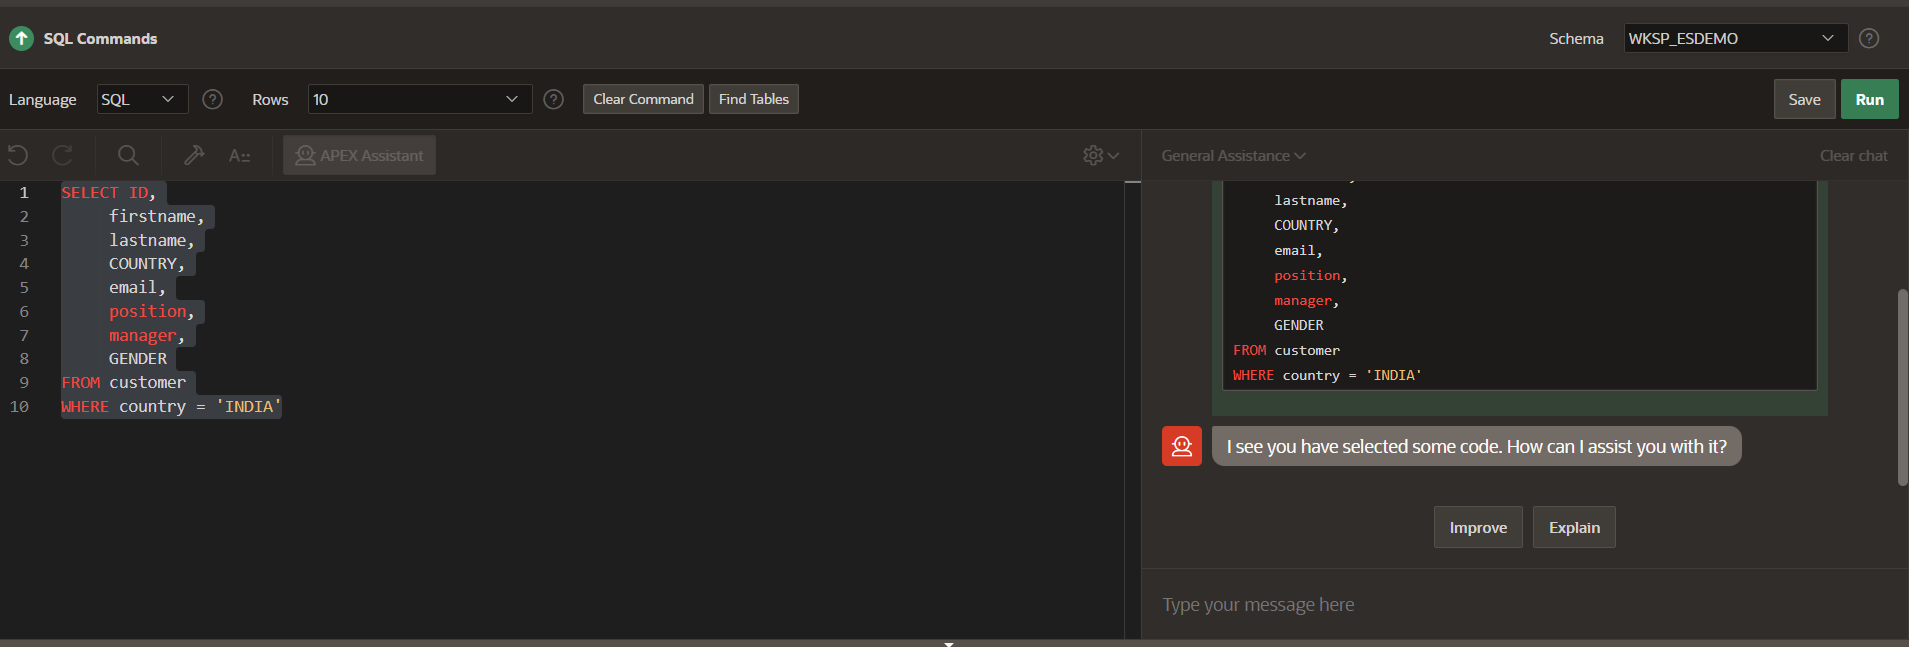 SQL Commands
Schema
WKSP_ESDEMO
?
Language
SQL
?
Rows
10
?
Clear Command
Find Tables
Save
Run
A
APEX Assistant
General Assistance
Clear chat
1 SELECT ID,
2 firstname,
3 lastname,
4 COUNTRY,
5 email,
6 position,
7 manager,
8 GENDER
9 FROM customer
10 WHERE country = 'INDIA'
lastname,
COUNTRY,
email,
position,
manager,
GENDER
FROM customer
WHERE country = 'INDIA'
I see you have selected some code. How can I assist you with it?
Improve
Explain
Type your message here